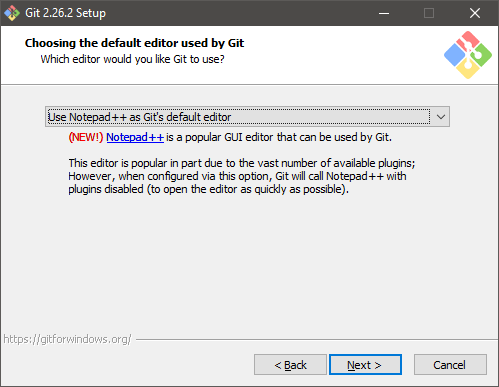 Git 2.26.2 Setup
Choosing the default editor used by Git
Which editor would you like Git to use?
Use Notepad++ as Git's default editor
(NEW!) Notepad++ is a popular GUI editor that can be used by Git.
This editor is popular in part due to the vast number of available plugins;
However, when configured via this option, Git will call Notepad++ with
plugins disabled (to open the editor as quickly as possible).
https://gitforwindows.org/
< Back
Next >
Cancel